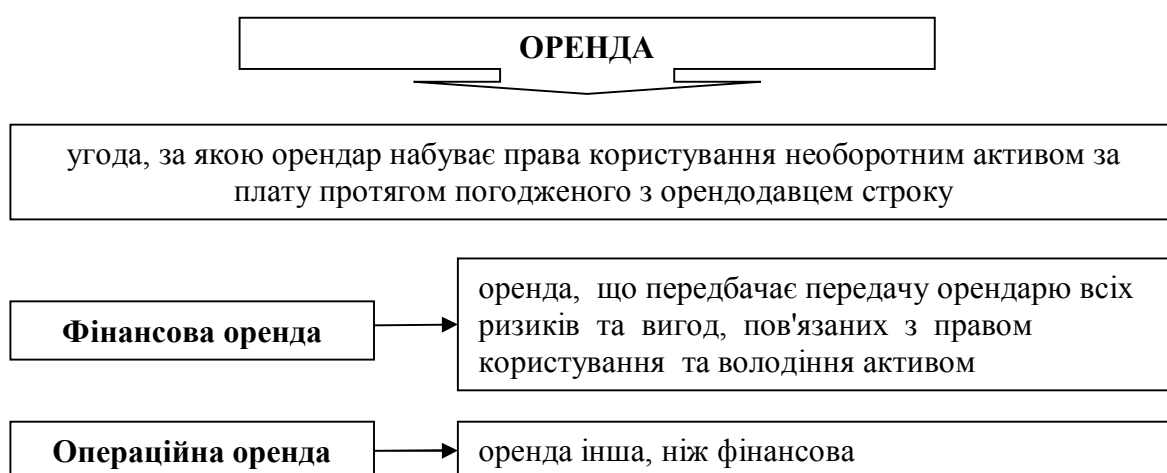 ОРЕНДА
угода, за якою орендар набуває права користування необоротним активом за
плату протягом погодженого з орендодавцем строку
Фінансова оренда
оренда, що передбачає передачу орендарю всіх
ризиків та вигод, пов'язаних з правом
користування та володіння активом
Операційна оренда
оренда інша, ніж фінансова